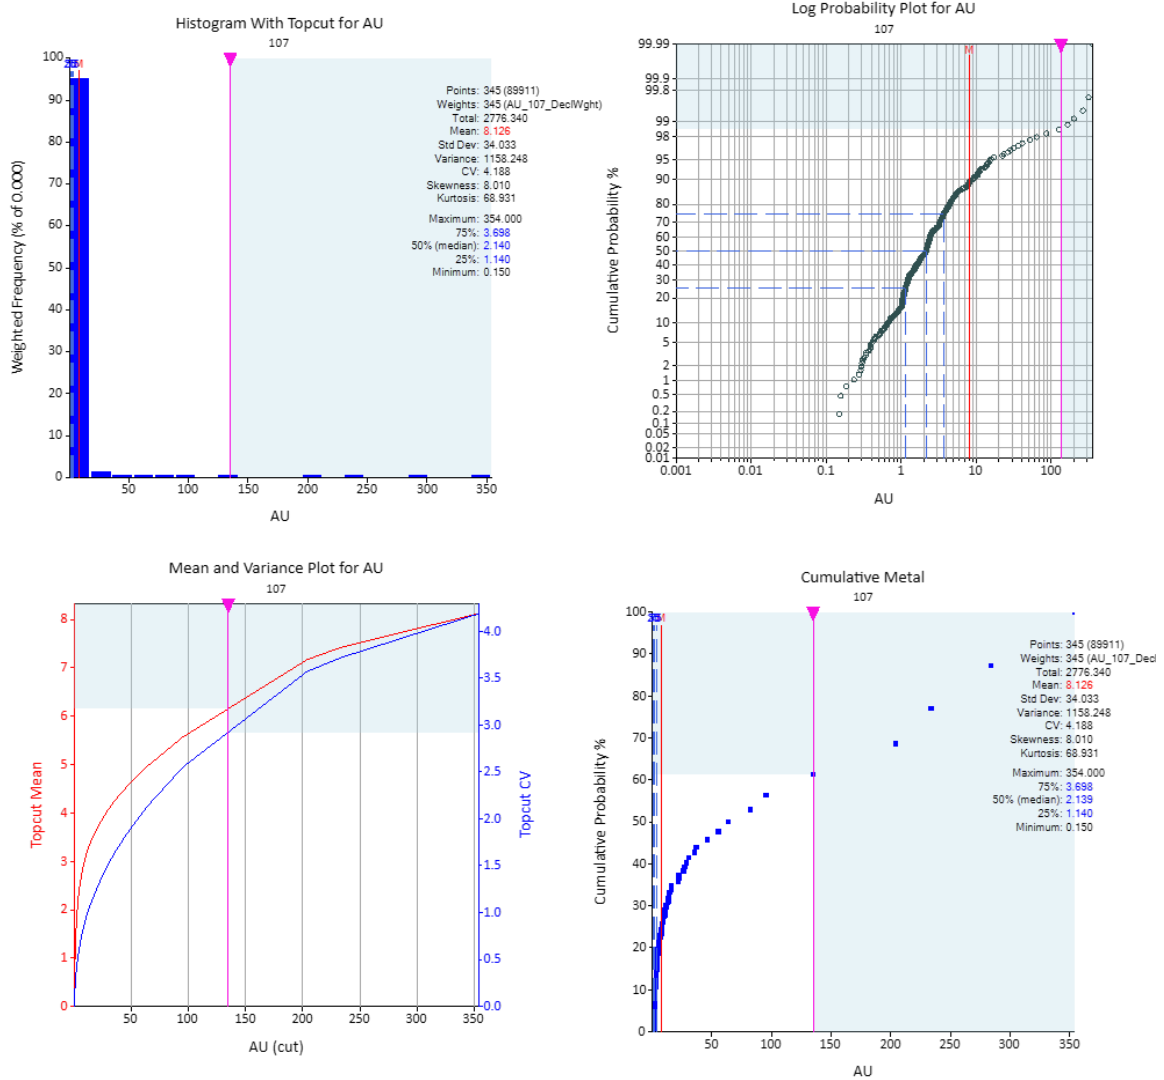 Histogram With Topcut for AU
107
Weighted Frequency (% of 0.000)
100
90
80
70
60
50
40
30
20
10
0
M
Points: 345 (89911)
Weights: 345 (AU_107_DeclWght)
Total: 2776.340
Mean: 8.126
Std Dev: 34.033
Variance: 1158.248
CV: 4.188
Skewness: 8.010
Kurtosis: 68.931
Maximum: 354.000
75%: 3.698
50% (median): 2.140
25%: 1.140
Minimum: 0.150
50
100
150
200
250
300
350
AU
Log Probability Plot for AU
107
Cumulative Probability %
99.99
99.9
99.8
99
98
95
90
80
70
60
50
40
30
20
10
5
2
1
0.5
0.2
0.1
0.05
0.02
0.01
M
0.001
0.01
0.1
1
10
100
AU
Mean and Variance Plot for AU
107
Topcut Mean
8
7
6
5
4
3
2
1
0
Topcut CV
4.0
3.5
3.0
2.5
2.0
1.5
1.0
0.5
0.0
50
100
150
200
250
300
350
AU (cut)
Cumulative Metal
107
Cumulative Probability %
100
90
80
70
60
50
40
30
20
10
0
M
Points: 345 (89911)
Weights: 345 (AU_107_Decl
Total: 2776.340
Mean: 8.126
Std Dev: 34.033
Variance: 1158.248
CV: 4.188
Skewness: 8.010
Kurtosis: 68.931
Maximum: 354.000
75%: 3.698
50% (median): 2.139
25%: 1.140
Minimum: 0.150
50
100
150
200
250
300
350
AU